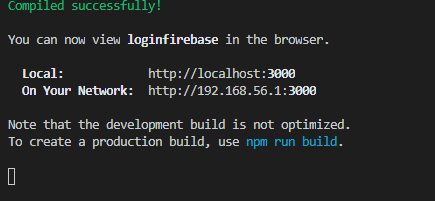 Compiled successfully!
You can now view loginfirebase in the browser.
Local: http://localhost:3000
On Your Network: http://192.168.56.1:3000
Note that the development build is not optimized.
To create a production build, use npm run build.